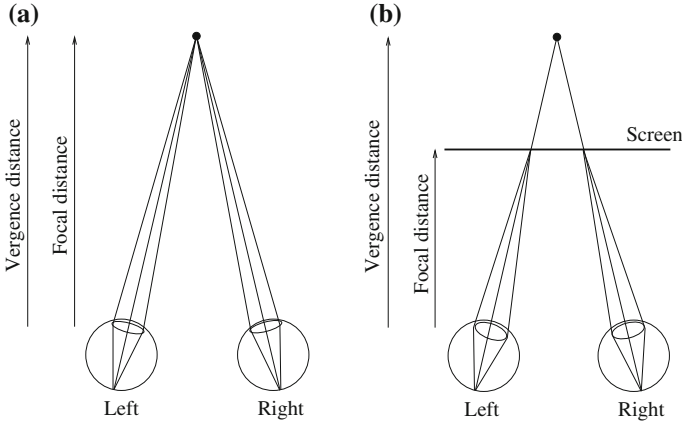 (a)
Vergence distance
Focal distance
Left
Right
(b)
Vergence distance
Focal distance
Screen
Left
Right